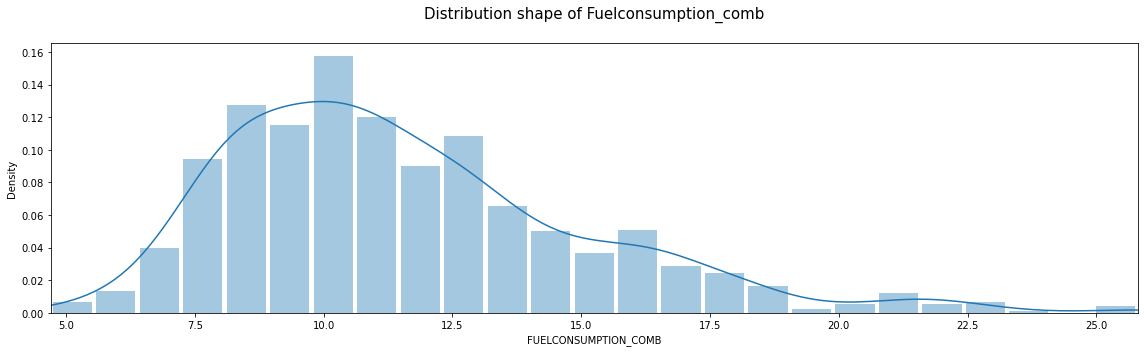 Distribution shape of Fuelconsumption_comb
0.16
0.14
0.12
0.10
0.08
0.06
0.04
0.02
0.00
Density
5.0 7.5 10.0 12.5 15.0 17.5 20.0 22.5 25.0
FUELCONSUMPTION_COMB